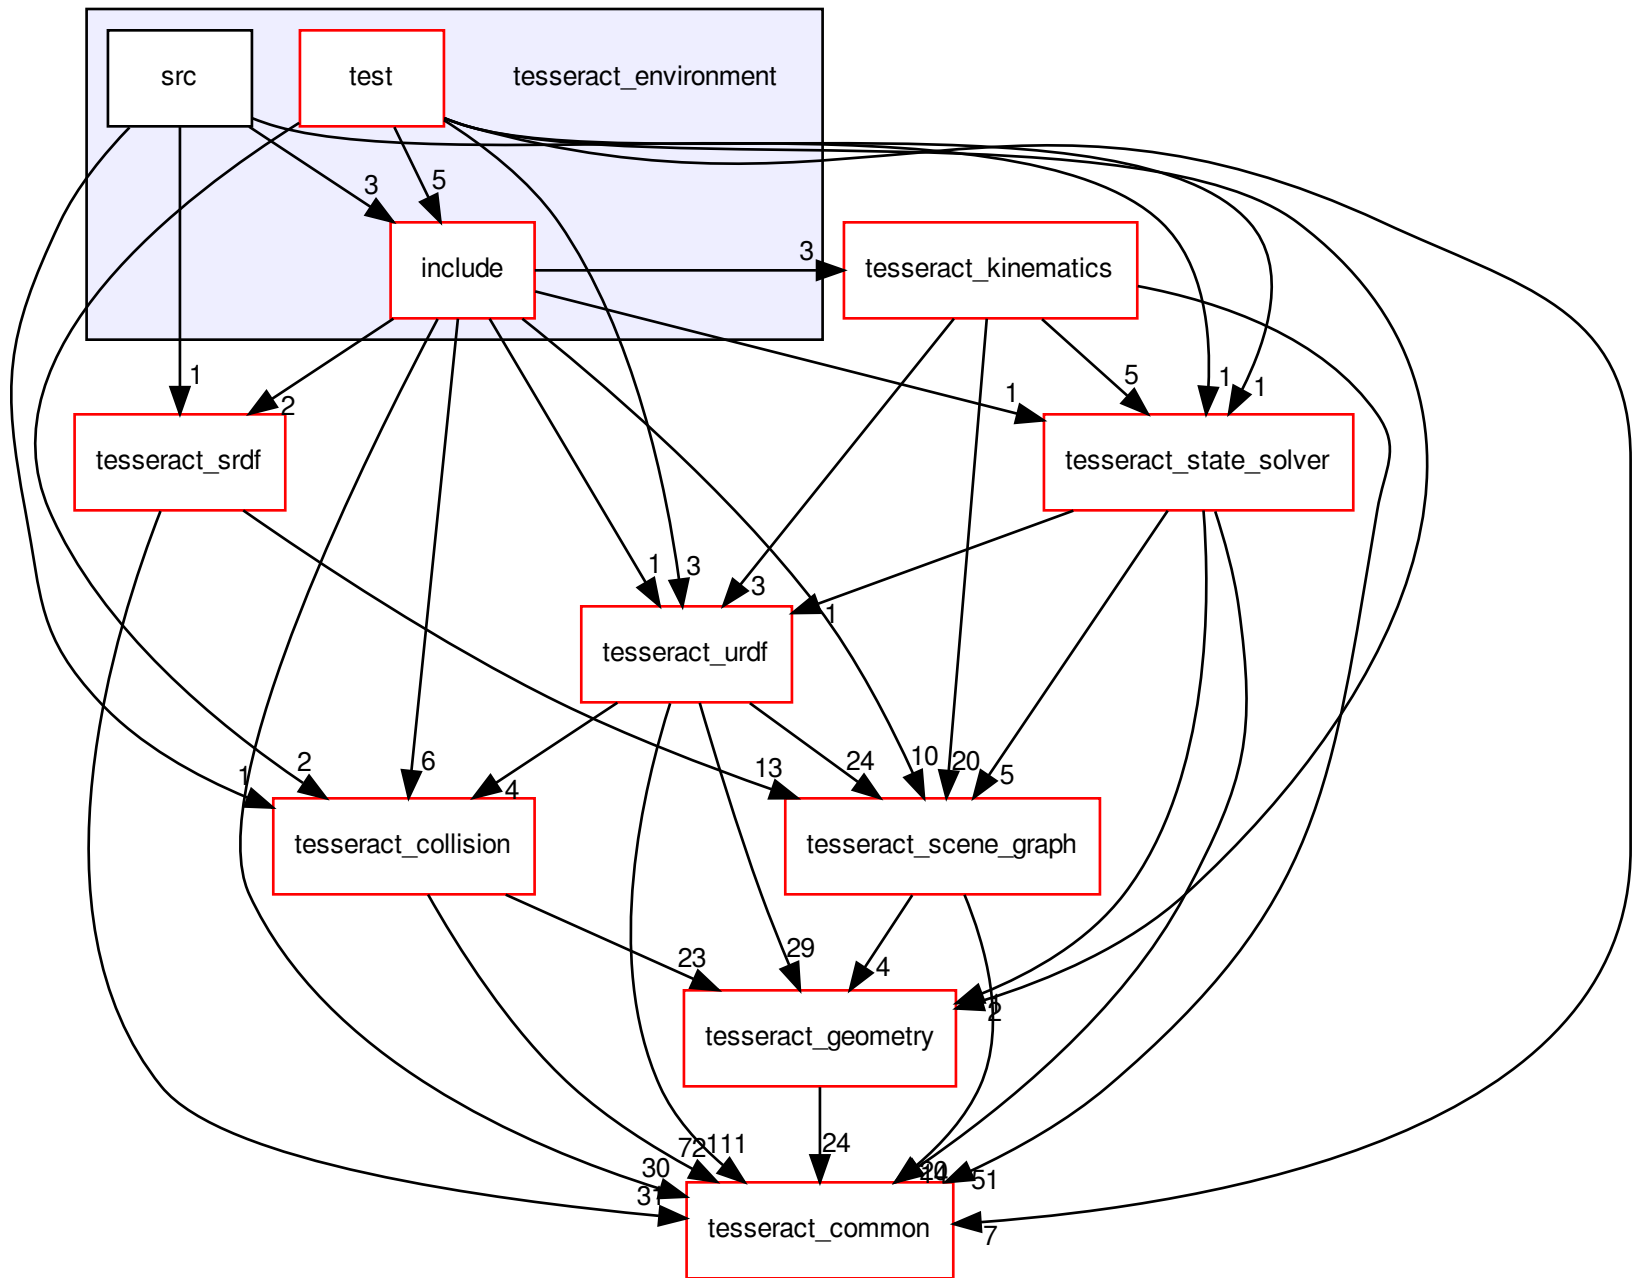 src
test
tesseract_environment
3
5
include
3
tesseract_kinematics
1
2
1
5
1
1
tesseract_srdf
tesseract_state_solver
1
3
3
1
tesseract_urdf
1
2
6
4
13
24
10
20
5
tesseract_collision
tesseract_scene_graph
23
29
4
2
tesseract_geometry
30
31
72
111
24
51
7
tesseract_common